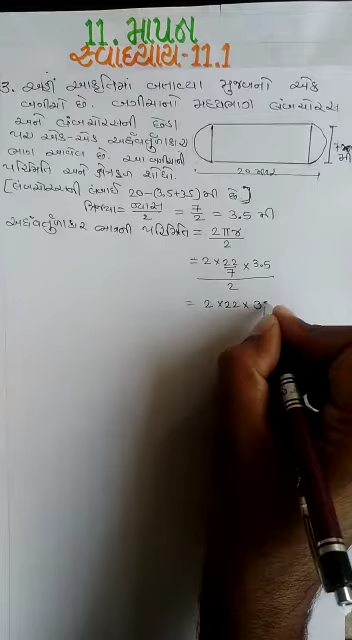 11. માપન
સ્વાધ્યાય-11.1
3. અહીં આકૃતિમાં બતાવ્યા મુજબનો એક
બગીચો છે. બગીચાનો મધ્યભાગ લંબચોરસ
અને લંબચોરસની છેડા
પર એક-એક અર્ધવર્તુળાકાર
ભાગ આવેલ છે. આ બગીચાની
પરિમિતિ અને ક્ષેત્રફળ શોધો.
7 મી
20 મીટર
[લંબચોરસની લંબાઈ 20-(3.5+3.5) મી છે]
ત્રિજ્યા = વ્યાસ/2 = 7/2 = 3.5 મી
અર્ધવર્તુળાકાર ભાગની પરિમિતિ = 2πr/2
= 2 × 22/7 × 3.5 / 2
= 2 × 22 × 3